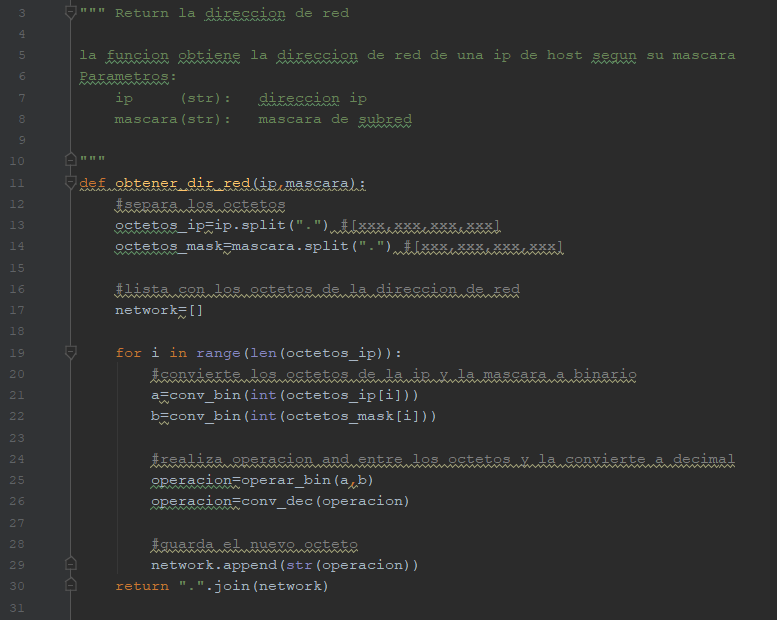 3 """ Return la direccion de red
4
5 la funcion obtiene la direccion de red de una ip de host segun su mascara
6 Parametros:
7     ip     (str):   direccion ip
8     mascara(str):   mascara de subred
9
10 """
11 def obtener_dir_red(ip,mascara):
12     #separa los octetos
13     octetos_ip=ip.split(".") #[xxx,xxx,xxx,xxx]
14     octetos_mask=mascara.split(".") #[xxx,xxx,xxx,xxx]
15
16     #lista con los octetos de la direccion de red
17     network=[]
18
19     for i in range(len(octetos_ip)):
20         #convierte los octetos de la ip y la mascara a binario
21         a=conv_bin(int(octetos_ip[i]))
22         b=conv_bin(int(octetos_mask[i]))
23
24         #realiza operacion and entre los octetos y la convierte a decimal
25         operacion=operar_bin(a,b)
26         operacion=conv_dec(operacion)
27
28         #guarda el nuevo octeto
29         network.append(str(operacion))
30     return ".".join(network)
31